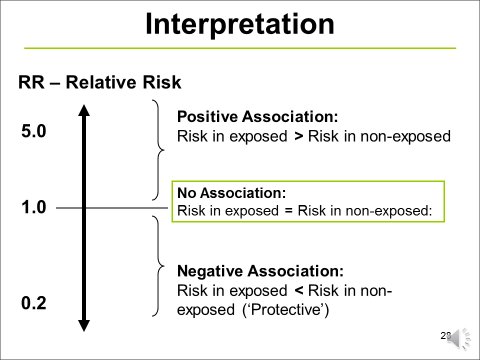 Interpretation
RR – Relative Risk
5.0
Positive Association:
Risk in exposed > Risk in non-exposed
1.0
No Association:
Risk in exposed = Risk in non-exposed:
Negative Association:
Risk in exposed < Risk in non-
exposed (‘Protective’)
0.2